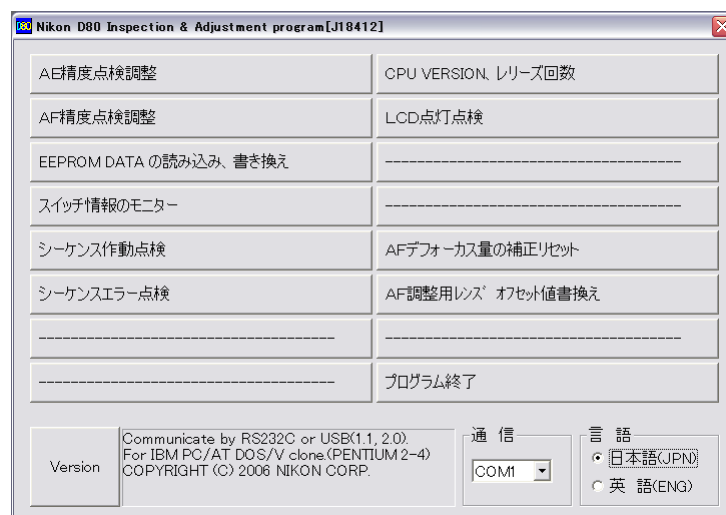 D80 Nikon D80 Inspection & Adjustment program[J18412]
AE精度点検調整
CPU VERSION、レリーズ回数
AF精度点検調整
LCD点灯点検
EEPROM DATA の読み込み、書き換え
-------------------------------------
スイッチ情報のモニター
-------------------------------------
シーケンス作動点検
AFデフォーカス量の補正リセット
シーケンスエラー点検
AF調整用レンズ オフセット値書換え
-------------------------------------
-------------------------------------
-------------------------------------
プログラム終了
Version
Communicate by RS232C or USB(1.1, 2.0).
For IBM PC/AT DOS/V clone.(PENTIUM 2-4)
COPYRIGHT (C) 2006 NIKON CORP.
通 信
COM1
言 語
日本語(JPN)
英 語(ENG)